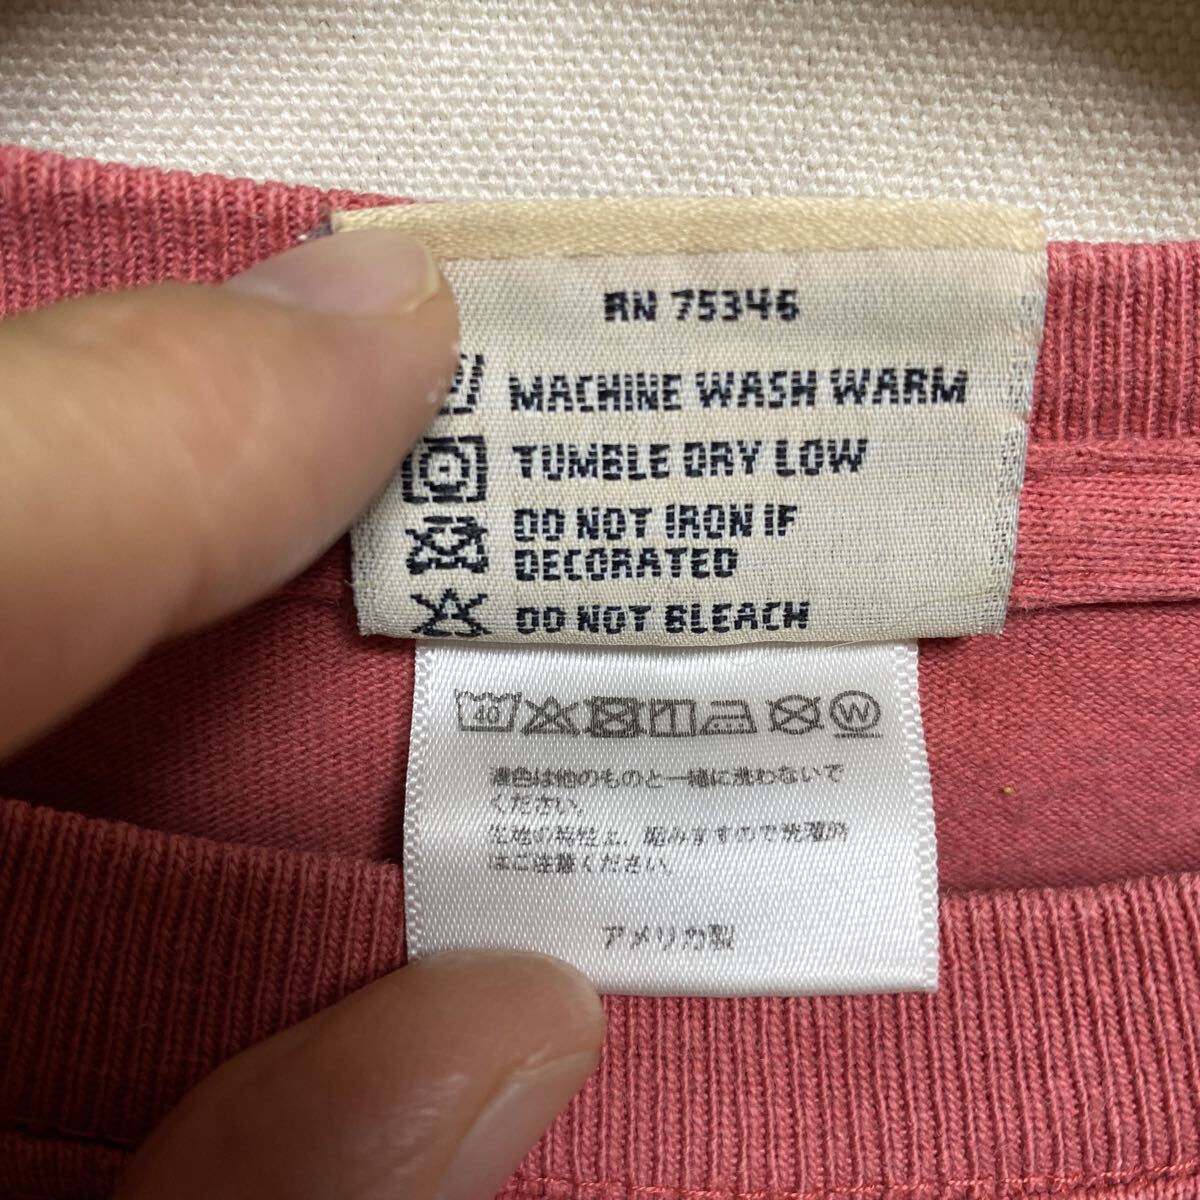 RN 75346
MACHINE WASH WARM
TUMBLE DRY LOW
DO NOT IRON IF
DECORATED
DO NOT BLEACH
40
W
濃色は他のものと一緒に洗わないで
ください。
生地の特性上、縮みますので洗濯時
はご注意ください。
アメリカ製